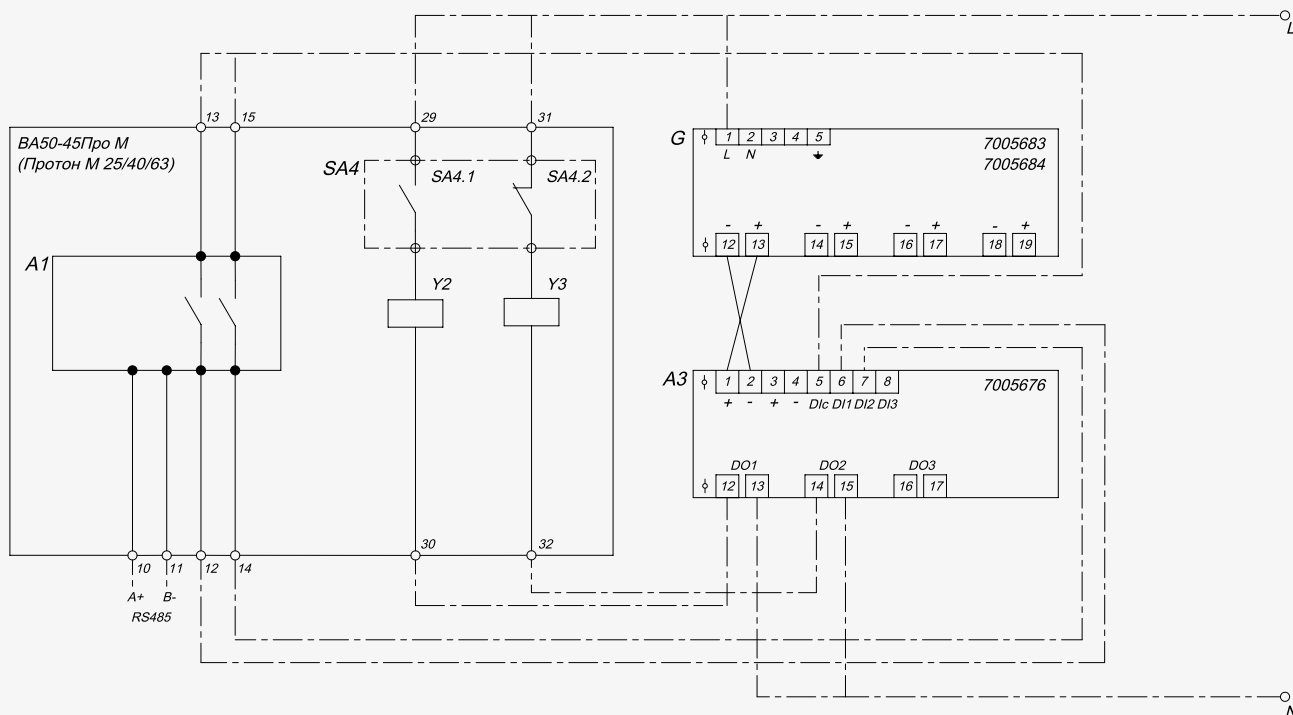 L
13 15 29 31
ВА50-45Про М
(Протон М 25/40/63)
SA4 SA4.1 SA4.2
G 1 2 3 4 5 7005683
L N 7005684
- + - + - + - +
12 13 14 15 16 17 18 19
A1
Y2 Y3
A3 1 2 3 4 5 6 7 8 7005676
+ - + - DIc DI1 DI2 DI3
DO1 DO2 DO3
12 13 14 15 16 17
10 11 12 14 30 32
A+ B-
RS485
N